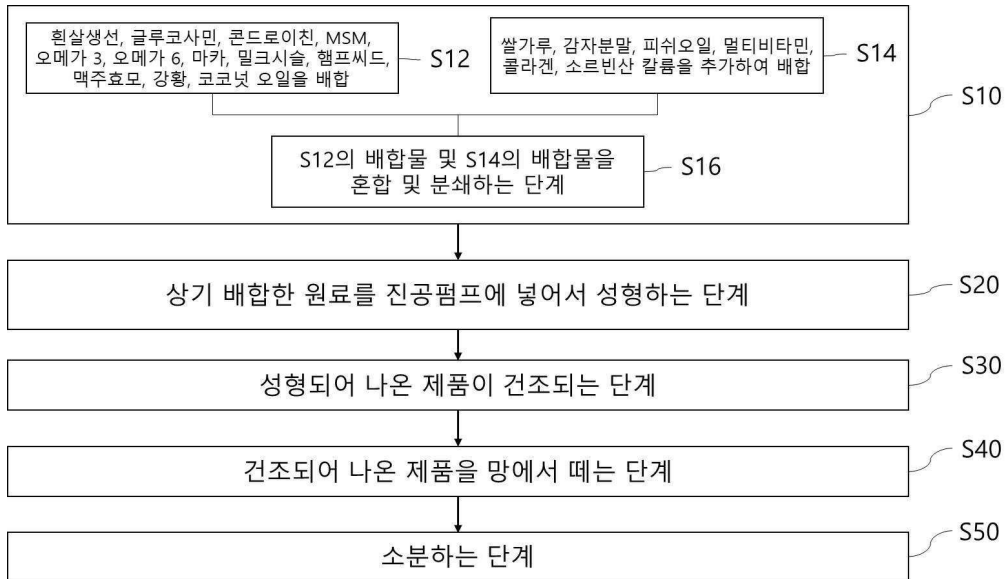 흰살생선, 글루코사민, 콘드로이친, MSM,
오메가 3, 오메가 6, 마카, 밀크시슬, 햄프씨드,
맥주효모, 강황, 코코넛 오일을 배합
S12
쌀가루, 감자분말, 피쉬오일, 멀티비타민,
콜라겐, 소르빈산 칼륨을 추가하여 배합
S14
S10
S12의 배합물 및 S14의 배합물을
혼합 및 분쇄하는 단계
S16
상기 배합한 원료를 진공펌프에 넣어서 성형하는 단계
S20
성형되어 나온 제품이 건조되는 단계
S30
건조되어 나온 제품을 망에서 떼는 단계
S40
소분하는 단계
S50